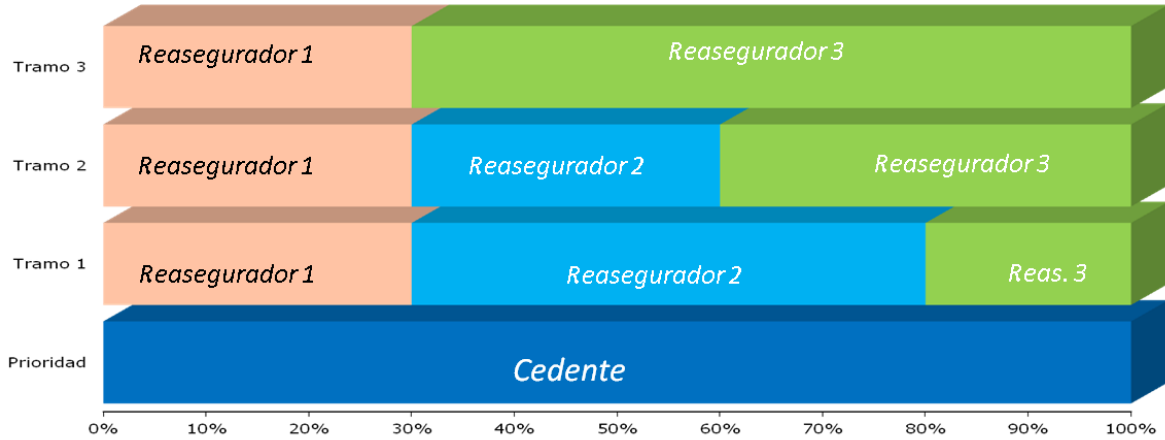 Tramo 3
Reasegurador 1
Reasegurador 3
Tramo 2
Reasegurador 1
Reasegurador 2
Reasegurador 3
Tramo 1
Reasegurador 1
Reasegurador 2
Reas. 3
Prioridad
Cedente
0% 10% 20% 30% 40% 50% 60% 70% 80% 90% 100%